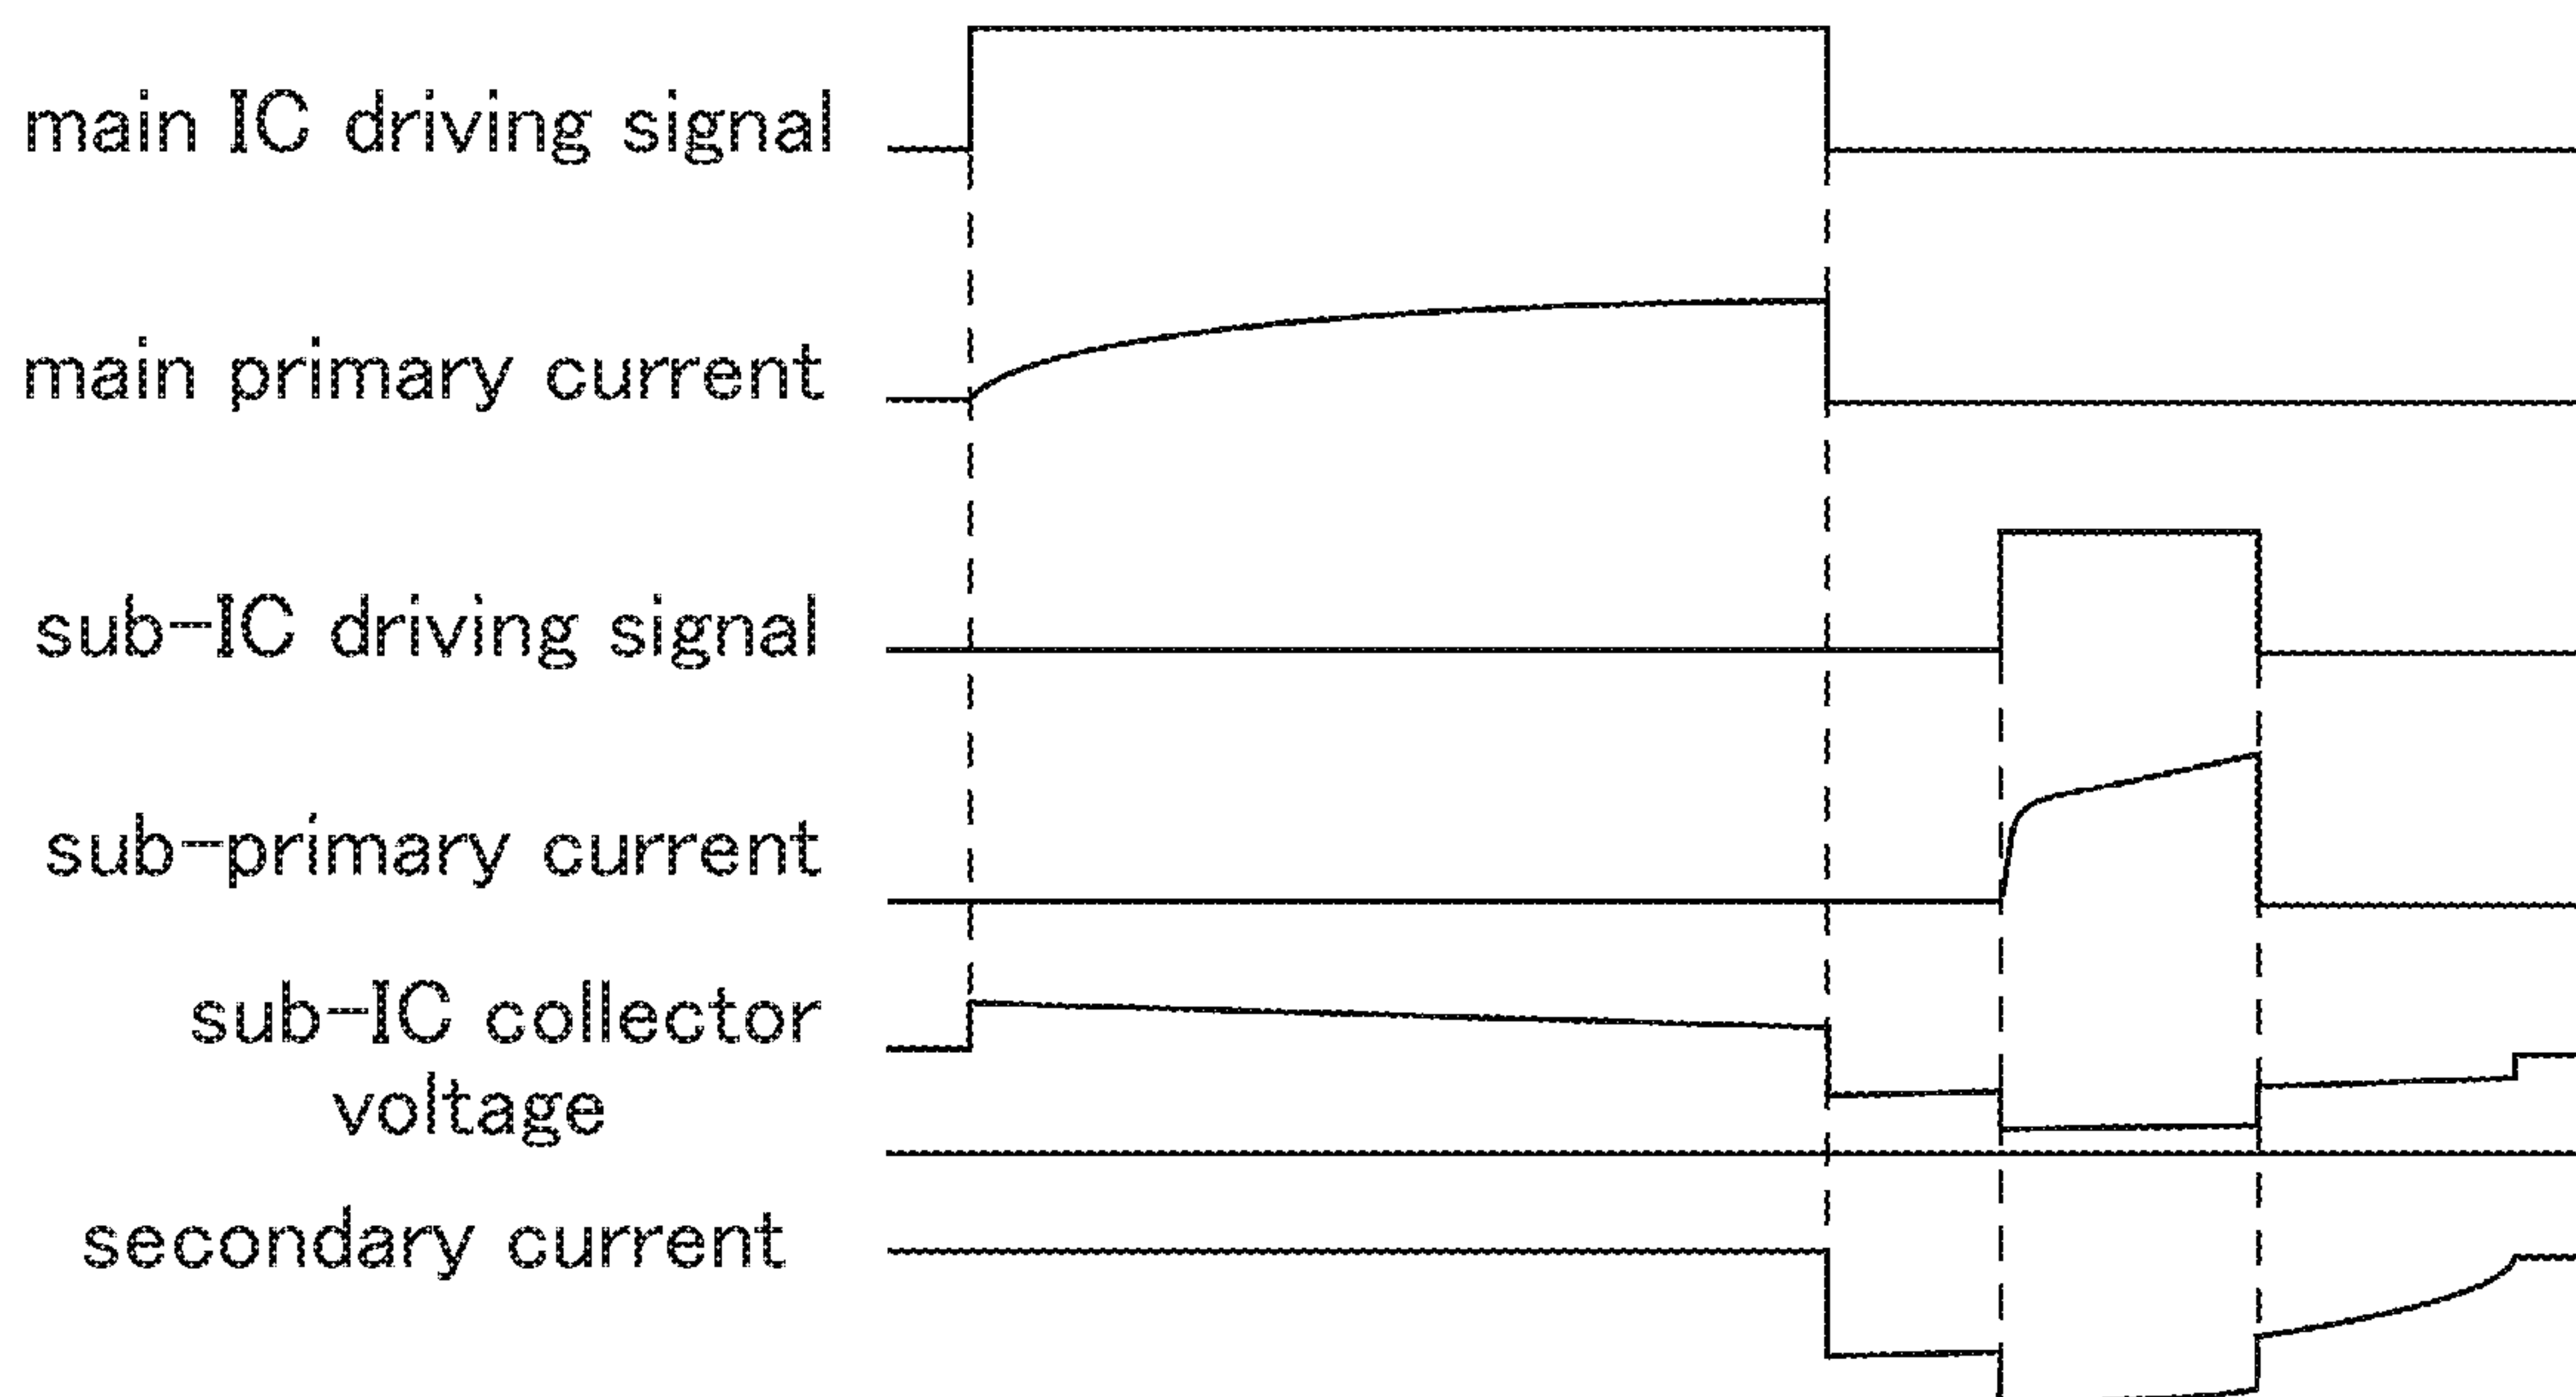 main IC driving signal
main primary current
sub-IC driving signal
sub-primary current
sub-IC collector
voltage
secondary current